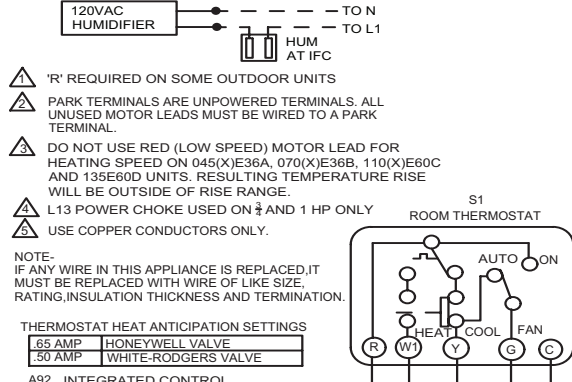 120VAC
HUMIDIFIER
TO N
TO L1
HUM
AT IFC
1 'R' REQUIRED ON SOME OUTDOOR UNITS
2 PARK TERMINALS ARE UNPOWERED TERMINALS. ALL
UNUSED MOTOR LEADS MUST BE WIRED TO A PARK
TERMINAL.
3 DO NOT USE RED (LOW SPEED) MOTOR LEAD FOR
HEATING SPEED ON 045(X)E36A, 070(X)E36B, 110(X)E60C
AND 135E60D UNITS. RESULTING TEMPERATURE RISE
WILL BE OUTSIDE OF RISE RANGE.
4 L13 POWER CHOKE USED ON 3/4 AND 1 HP ONLY
5 USE COPPER CONDUCTORS ONLY.
NOTE-
IF ANY WIRE IN THIS APPLIANCE IS REPLACED,IT
MUST BE REPLACED WITH WIRE OF LIKE SIZE,
RATING,INSULATION THICKNESS AND TERMINATION.
THERMOSTAT HEAT ANTICIPATION SETTINGS
.65 AMP HONEYWELL VALVE
.50 AMP WHITE-RODGERS VALVE
A92 INTEGRATED CONTROL
S1
ROOM THERMOSTAT
AUTO ON
HEAT COOL FAN
R W1 Y G C